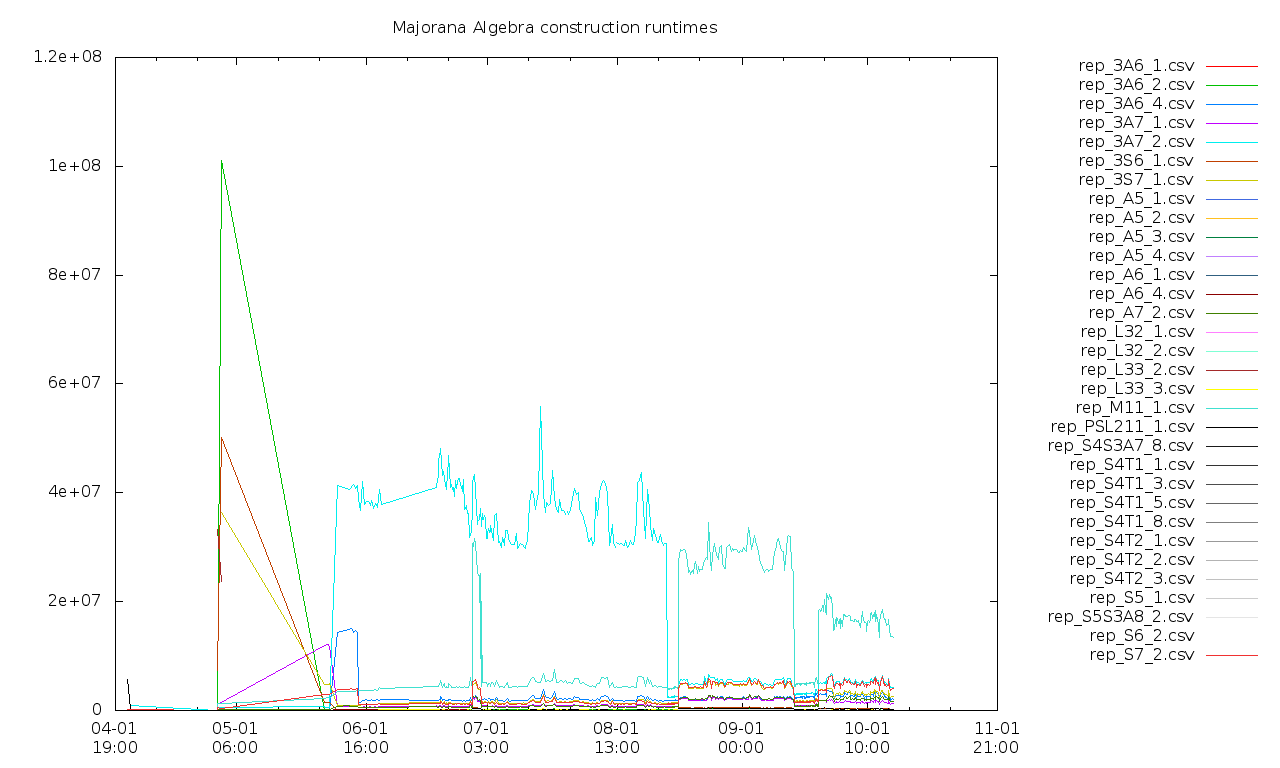 Majorana Algebra construction runtimes
1.2e+08
1e+08
8e+07
6e+07
4e+07
2e+07
0
04-01 05-01 06-01 07-01 08-01 09-01 10-01 11-01
19:00 06:00 16:00 03:00 13:00 00:00 10:00 21:00
rep_3A6_1.csv
rep_3A6_2.csv
rep_3A6_4.csv
rep_3A7_1.csv
rep_3A7_2.csv
rep_3S6_1.csv
rep_3S7_1.csv
rep_A5_1.csv
rep_A5_2.csv
rep_A5_3.csv
rep_A5_4.csv
rep_A6_1.csv
rep_A6_4.csv
rep_A7_2.csv
rep_L32_1.csv
rep_L32_2.csv
rep_L33_2.csv
rep_L33_3.csv
rep_M11_1.csv
rep_PSL211_1.csv
rep_S4S3A7_8.csv
rep_S4T1_1.csv
rep_S4T1_3.csv
rep_S4T1_5.csv
rep_S4T1_8.csv
rep_S4T2_1.csv
rep_S4T2_2.csv
rep_S4T2_3.csv
rep_S5_1.csv
rep_S5S3A8_2.csv
rep_S6_2.csv
rep_S7_2.csv